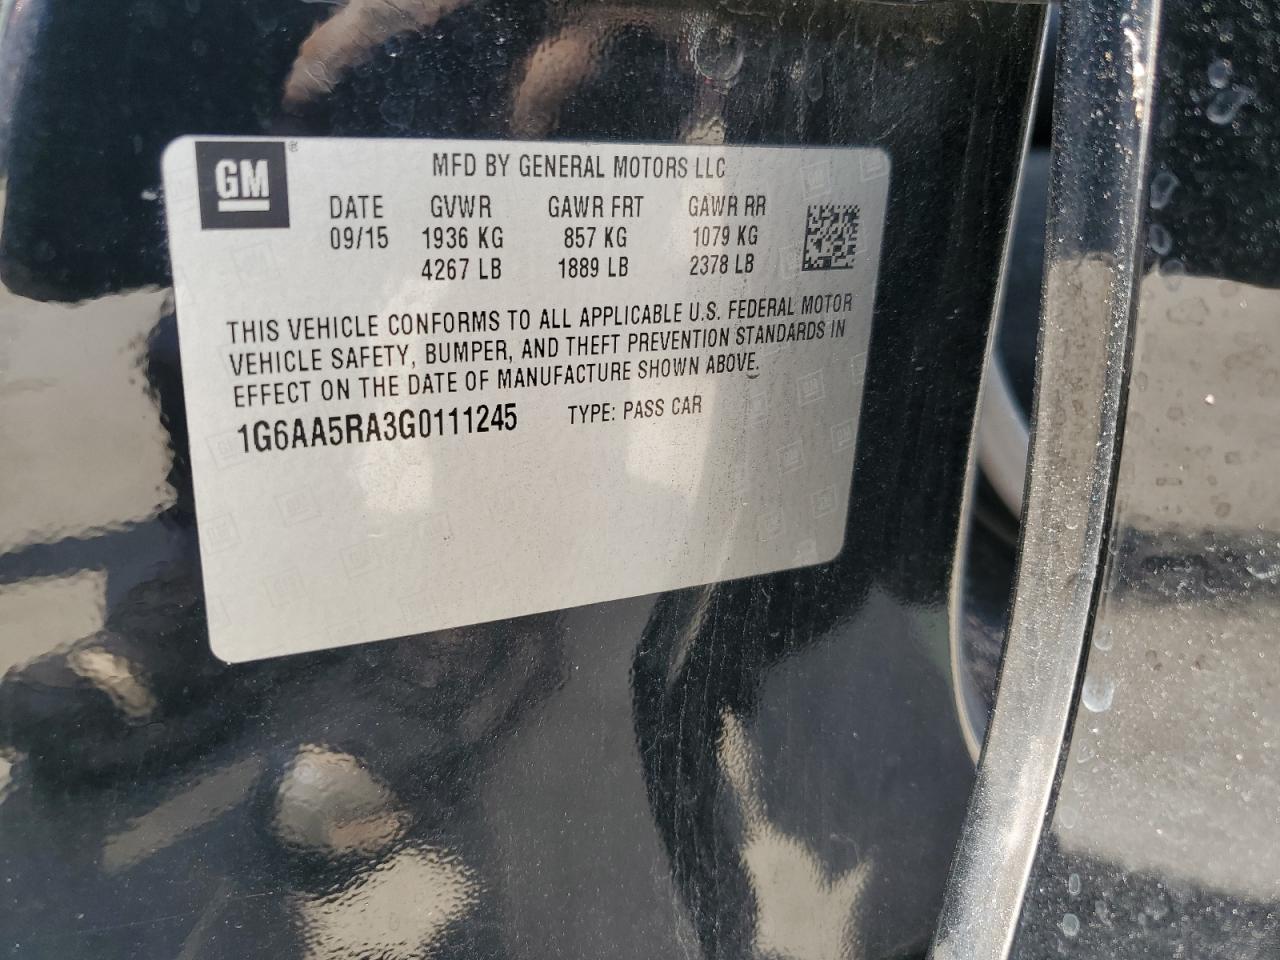 GM ®
MFD BY GENERAL MOTORS LLC
DATE GVWR GAWR FRT GAWR RR
09/15 1936 KG 857 KG 1079 KG
4267 LB 1889 LB 2378 LB
THIS VEHICLE CONFORMS TO ALL APPLICABLE U.S. FEDERAL MOTOR
VEHICLE SAFETY, BUMPER, AND THEFT PREVENTION STANDARDS IN
EFFECT ON THE DATE OF MANUFACTURE SHOWN ABOVE.
1G6AA5RA3G0111245 TYPE: PASS CAR